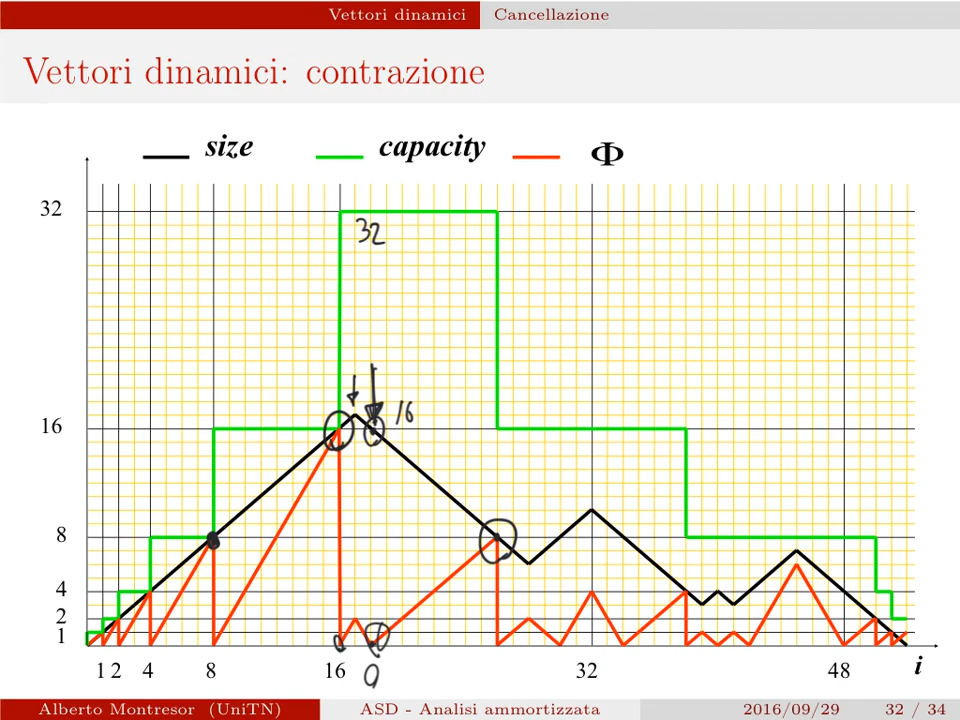 Vettori dinamici Cancellazione
Vettori dinamici: contrazione
size capacity Φ
32
32
16
16
8
4
2
1
1 2 4 8 16 32 48 i
0
Alberto Montresor (UniTN) ASD - Analisi ammortizzata 2016/09/29 32 / 34